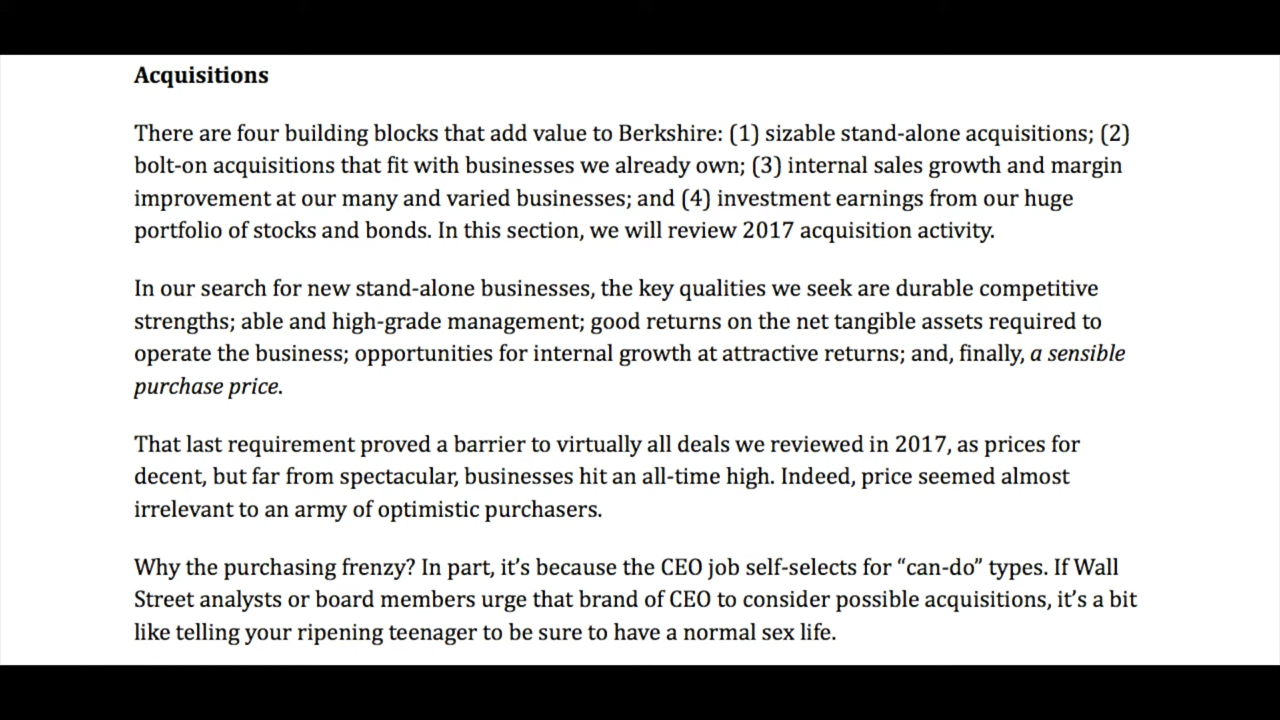 Acquisitions
There are four building blocks that add value to Berkshire: (1) sizable stand-alone acquisitions; (2)
bolt-on acquisitions that fit with businesses we already own; (3) internal sales growth and margin
improvement at our many and varied businesses; and (4) investment earnings from our huge
portfolio of stocks and bonds. In this section, we will review 2017 acquisition activity.
In our search for new stand-alone businesses, the key qualities we seek are durable competitive
strengths; able and high-grade management; good returns on the net tangible assets required to
operate the business; opportunities for internal growth at attractive returns; and, finally, a sensible
purchase price.
That last requirement proved a barrier to virtually all deals we reviewed in 2017, as prices for
decent, but far from spectacular, businesses hit an all-time high. Indeed, price seemed almost
irrelevant to an army of optimistic purchasers.
Why the purchasing frenzy? In part, it’s because the CEO job self-selects for “can-do” types. If Wall
Street analysts or board members urge that brand of CEO to consider possible acquisitions, it’s a bit
like telling your ripening teenager to be sure to have a normal sex life.